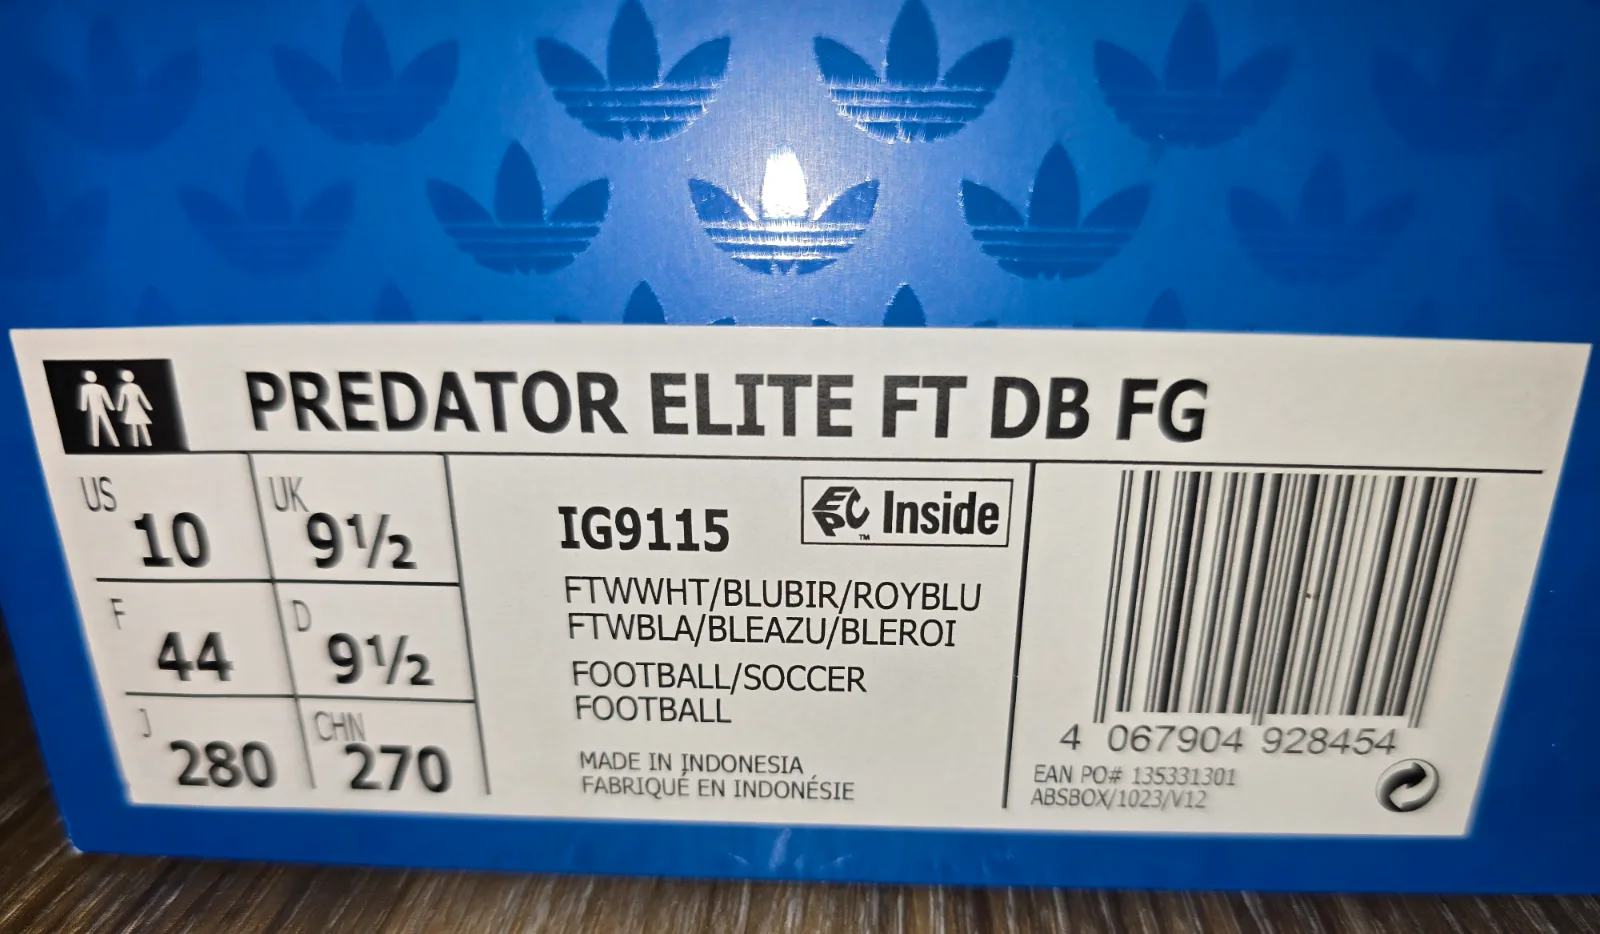 PREDATOR ELITE FT DB FG
US 10
UK 9½
F 44
D 9½
J 280
CHN 270
IG9115
EPC™ Inside
FTWWHT/BLUBIR/ROYBLU
FTWBLA/BLEAZU/BLEROI
FOOTBALL/SOCCER
FOOTBALL
MADE IN INDONESIA
FABRIQUÉ EN INDONÉSIE
4 067904 928454
EAN PO# 135331301
ABSBOX/1023/V12